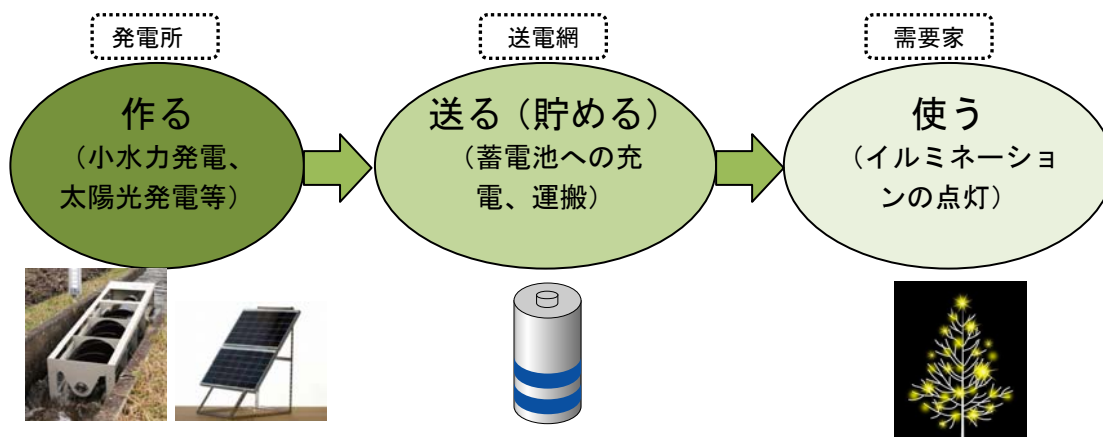 発電所
送電網
需要家
作る
（小水力発電、
太陽光発電等）
送る（貯める）
（蓄電池への充
電、運搬）
使う
（イルミネーショ
ンの点灯）